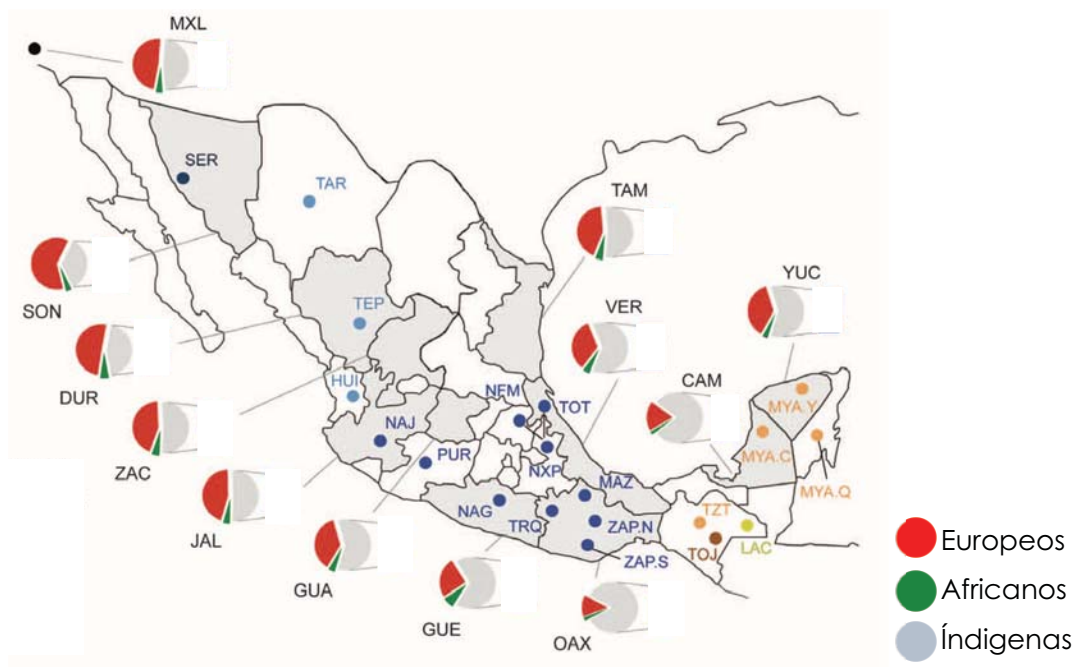 MXL
SER
TAR
TAM
SON
TEP
YUC
VER
DUR
CAM
HUI
NFM
TOT
MYA.Y
NAJ
ZAC
PUR
NXP
MYA.C
MAZ
MYA.Q
NAG
TRQ
ZAP.N
TZT
JAL
TOJ
LAC
ZAP.S
GUA
GUE
OAX
Europeos
Africanos
Índigenas